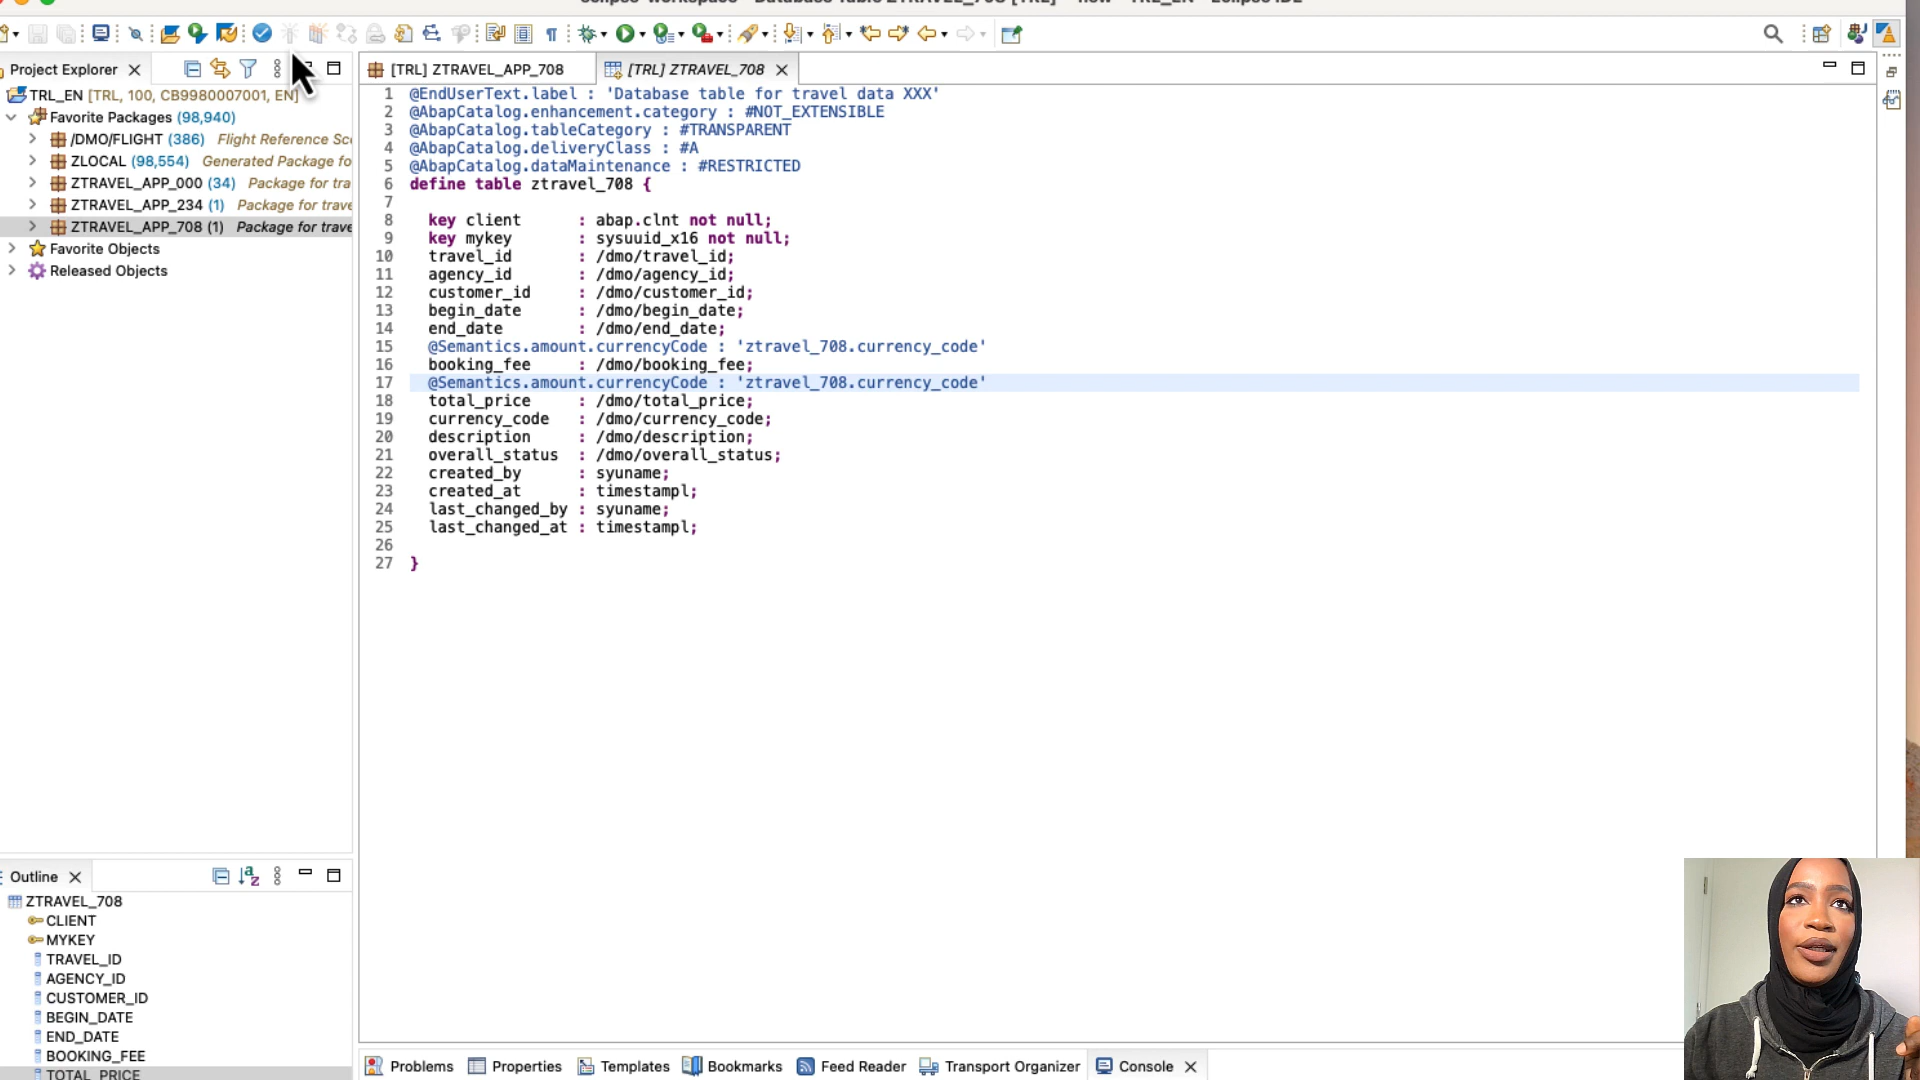 Project Explorer
TRL_EN [TRL, 100, CB9980007001, EN]
Favorite Packages (98,940)
/DMO/FLIGHT (386) Flight Reference Sc
ZLOCAL (98,554) Generated Package fo
ZTRAVEL_APP_000 (34) Package for tra
ZTRAVEL_APP_234 (1) Package for trave
ZTRAVEL_APP_708 (1) Package for trave
Favorite Objects
Released Objects
[TRL] ZTRAVEL_APP_708
[TRL] ZTRAVEL_708
1 @EndUserText.label : 'Database table for travel data XXX'
2 @AbapCatalog.enhancement.category : #NOT_EXTENSIBLE
3 @AbapCatalog.tableCategory : #TRANSPARENT
4 @AbapCatalog.deliveryClass : #A
5 @AbapCatalog.dataMaintenance : #RESTRICTED
6 define table ztravel_708 {
7
8 key client : abap.clnt not null;
9 key mykey : sysuuid_x16 not null;
10 travel_id : /dmo/travel_id;
11 agency_id : /dmo/agency_id;
12 customer_id : /dmo/customer_id;
13 begin_date : /dmo/begin_date;
14 end_date : /dmo/end_date;
15 @Semantics.amount.currencyCode : 'ztravel_708.currency_code'
16 booking_fee : /dmo/booking_fee;
17 @Semantics.amount.currencyCode : 'ztravel_708.currency_code'
18 total_price : /dmo/total_price;
19 currency_code : /dmo/currency_code;
20 description : /dmo/description;
21 overall_status : /dmo/overall_status;
22 created_by : syuname;
23 created_at : timestampl;
24 last_changed_by : syuname;
25 last_changed_at : timestampl;
26
27 }
Outline
ZTRAVEL_708
CLIENT
MYKEY
TRAVEL_ID
AGENCY_ID
CUSTOMER_ID
BEGIN_DATE
END_DATE
BOOKING_FEE
TOTAL_PRICE
Problems
Properties
Templates
Bookmarks
Feed Reader
Transport Organizer
Console